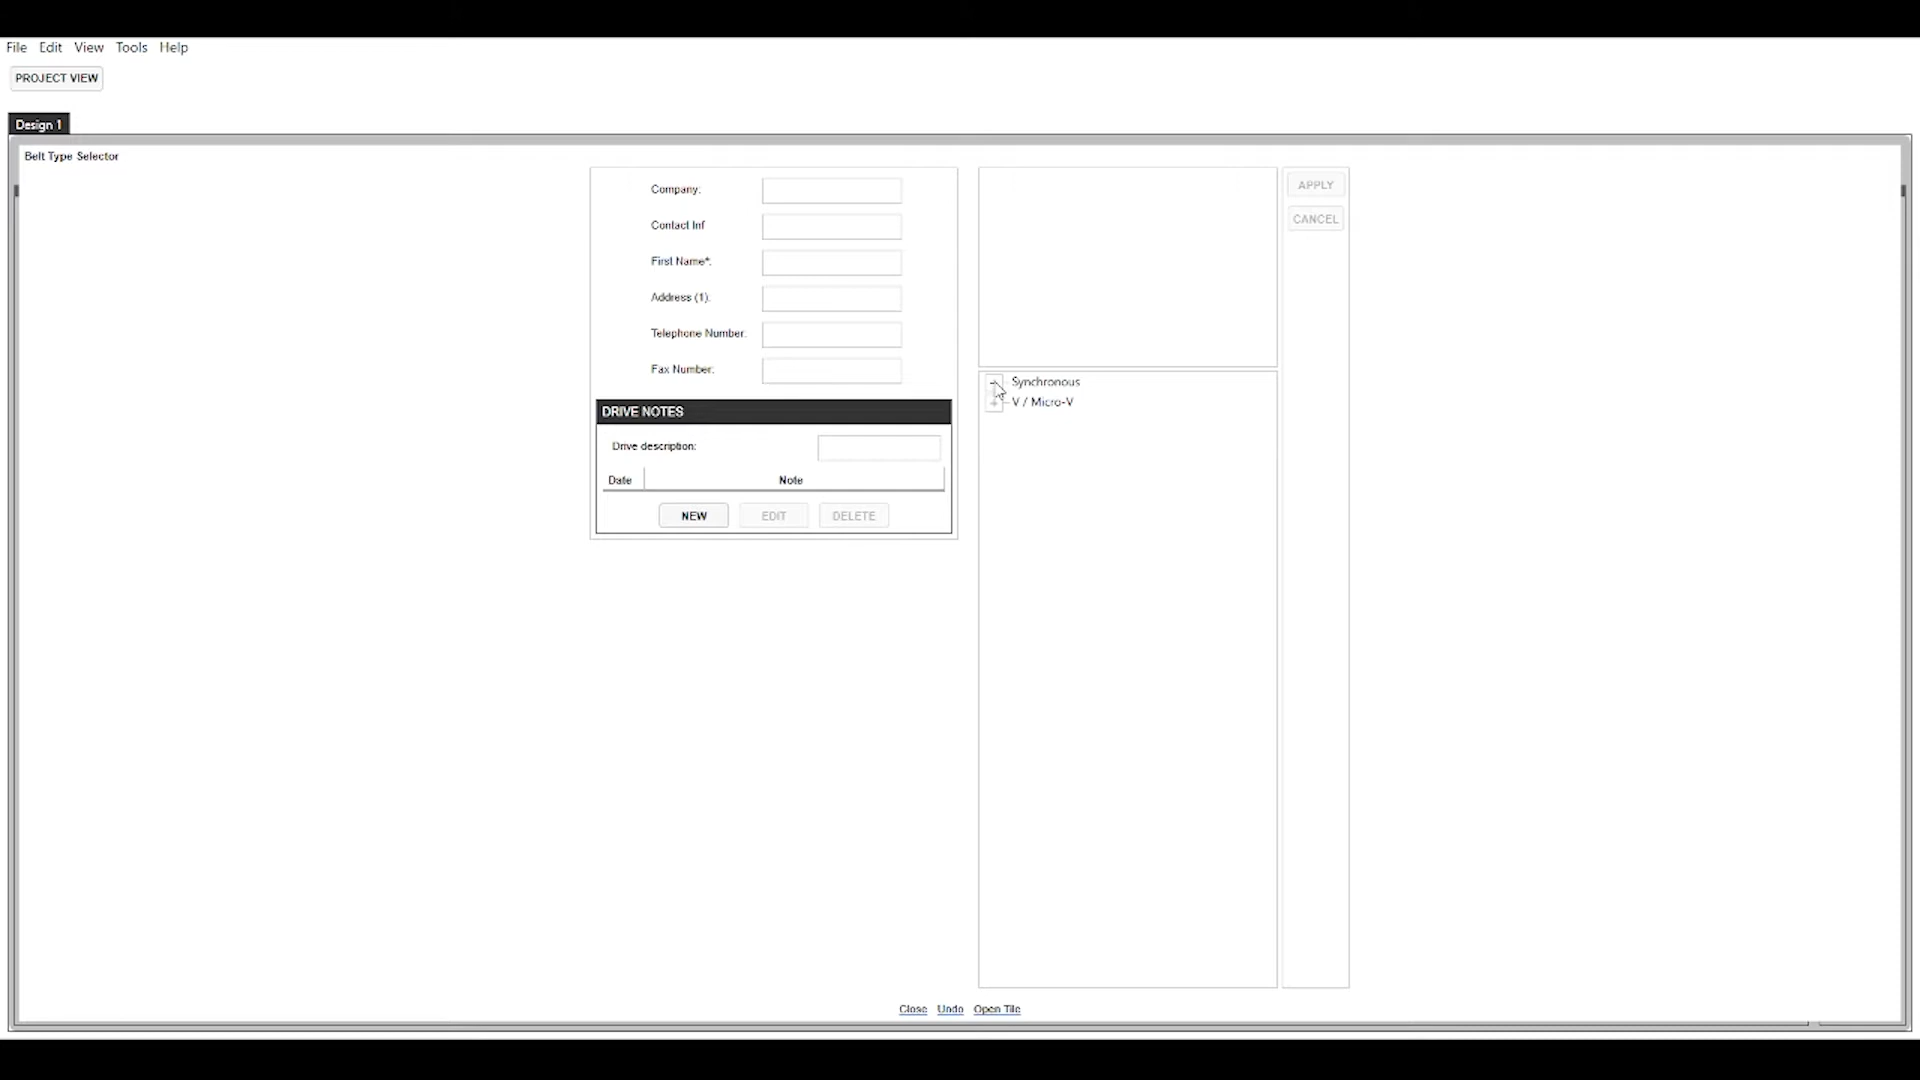 File Edit View Tools Help
PROJECT VIEW
Design 1
Belt Type Selector
Company:
Contact Inf
First Name*:
Address (1):
Telephone Number:
Fax Number:
DRIVE NOTES
Drive description:
Date Note
NEW EDIT DELETE
Synchronous
V / Micro-V
APPLY
CANCEL
Close Undo Open Tile